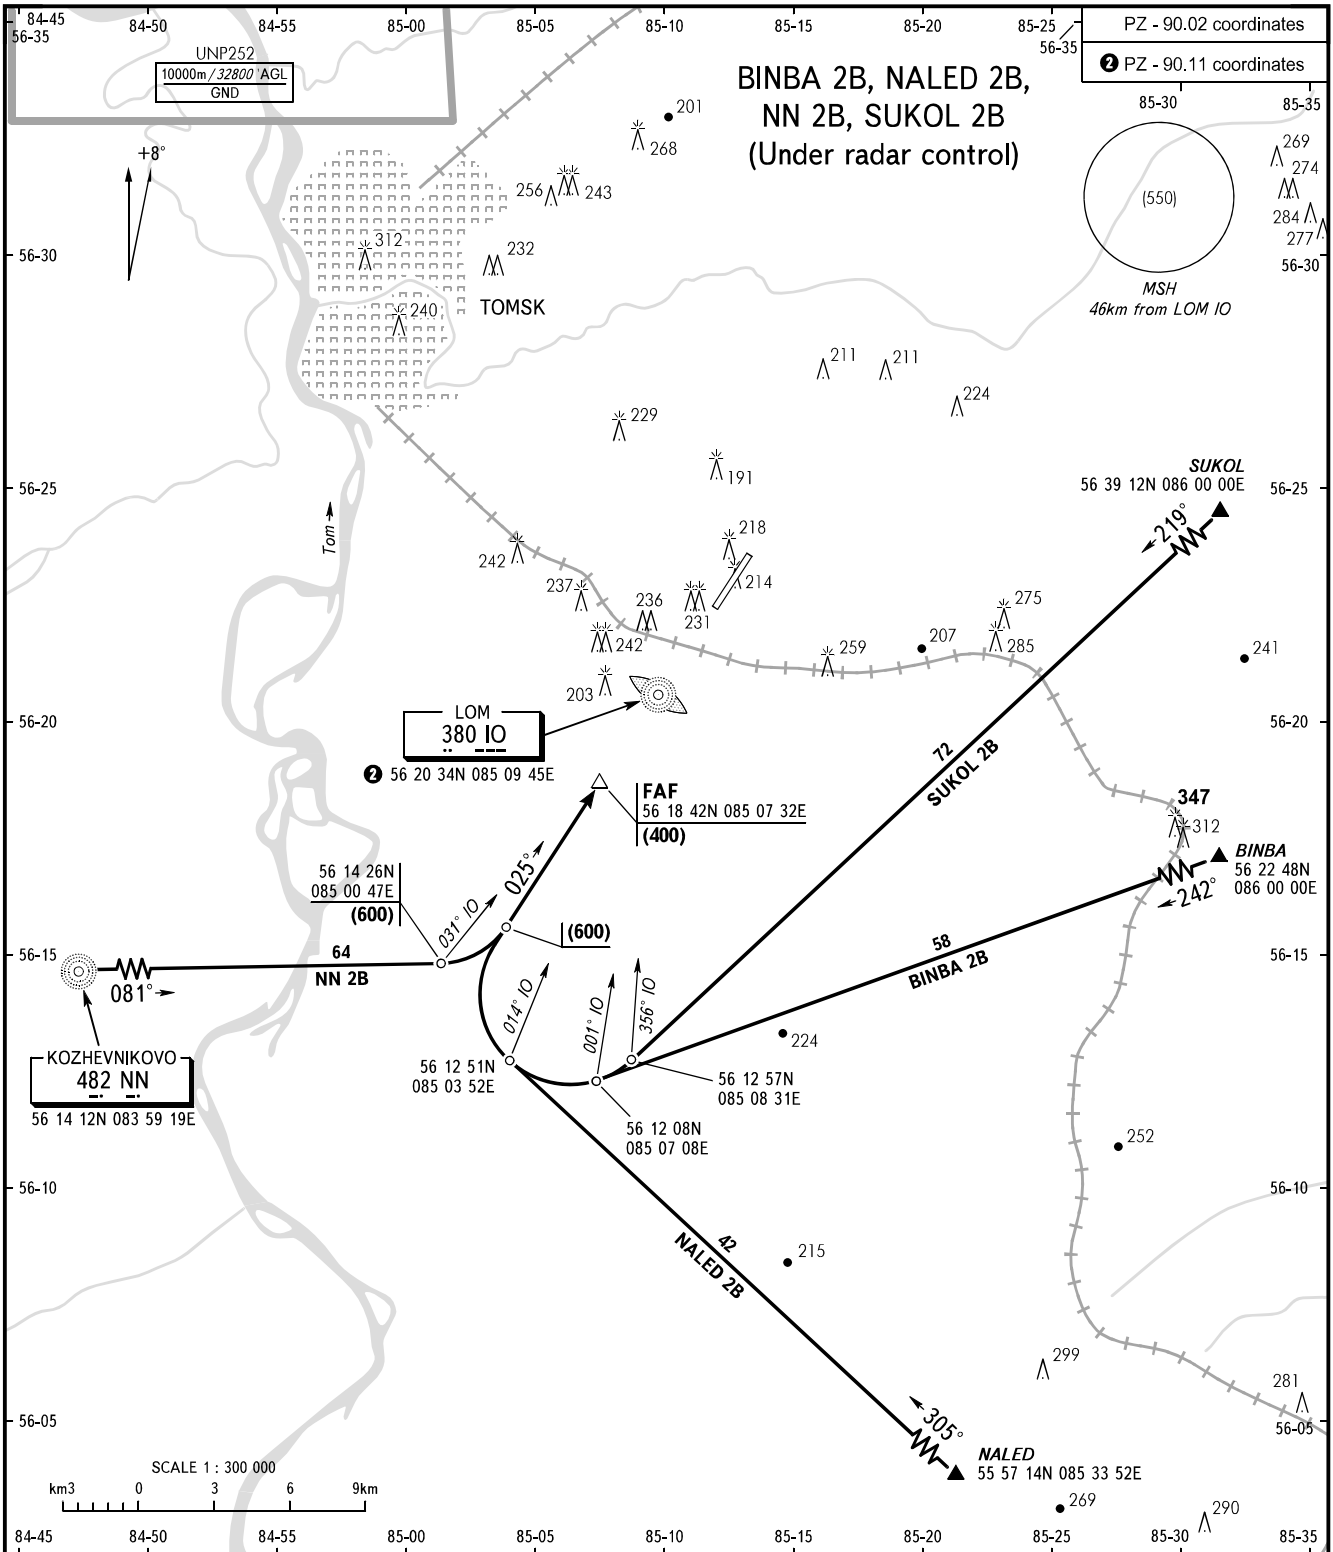 84-45
84-50
84-55
85-00
85-05
85-10
85-15
85-20
85-25
56-35
56-35
PZ - 90.02 coordinates
❷ PZ - 90.11 coordinates
85-30
85-35
UNP252
10000m / 32800 AGL
GND
BINBA 2B, NALED 2B,
NN 2B, SUKOL 2B
(Under radar control)
+8°
201
268
256
243
269
274
284
277
(550)
MSH
46km from LOM IO
312
232
240
TOMSK
56-30
56-30
211
211
224
229
191
SUKOL
56 39 12N 086 00 00E
219°
56-25
56-25
Tom
242
218
214
237
236
231
242
203
259
207
275
285
241
56-20
56-20
LOM
380 IO
❷ 56 20 34N 085 09 45E
FAF
56 18 42N 085 07 32E
(400)
72
SUKOL 2B
347
312
BINBA
56 22 48N
086 00 00E
242°
56 14 26N
085 00 47E
(600)
031° IO
025°
(600)
58
BINBA 2B
56-15
56-15
64
NN 2B
081°
KOZHEVNIKOVO
482 NN
56 14 12N 083 59 19E
014° IO
001° IO
356° IO
224
56 12 51N
085 03 52E
56 12 57N
085 08 31E
56 12 08N
085 07 08E
252
56-10
56-10
42
NALED 2B
215
299
281
56-05
56-05
305°
NALED
55 57 14N 085 33 52E
SCALE 1 : 300 000
km3
0
3
6
9km
269
290
84-45
84-50
84-55
85-00
85-05
85-10
85-15
85-20
85-25
85-30
85-35